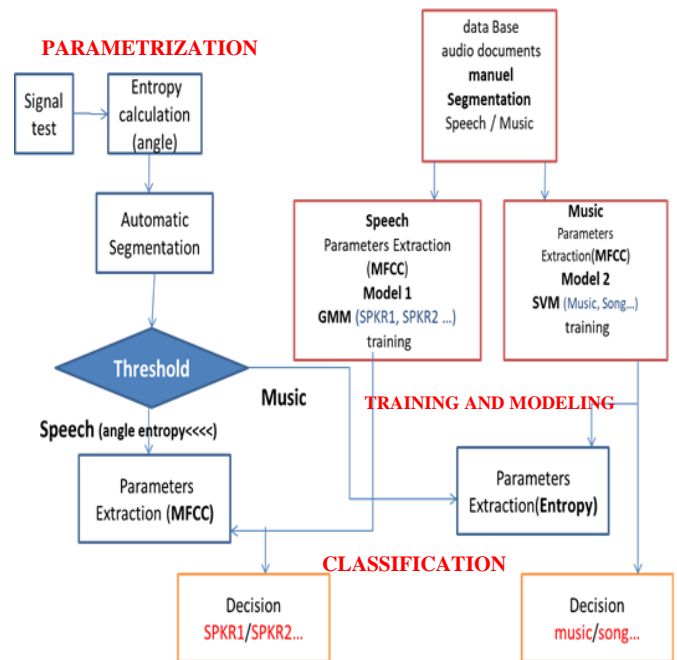 PARAMETRIZATION
Signal
test
Entropy
calculation
(angle)
Automatic
Segmentation
Threshold
Music
Speech (angle entropy<<<<)
Parameters
Extraction (MFCC)
data Base
audio documents
manuel
Segmentation
Speech / Music
Speech
Parameters Extraction
(MFCC)
Model 1
GMM (SPKR1, SPKR2 ...)
training
Music
Parameters
Extraction(MFCC)
Model 2
SVM (Music, Song...)
training
TRAINING AND MODELING
Parameters
Extraction(Entropy)
CLASSIFICATION
Decision
SPKR1/SPKR2...
Decision
music/song...